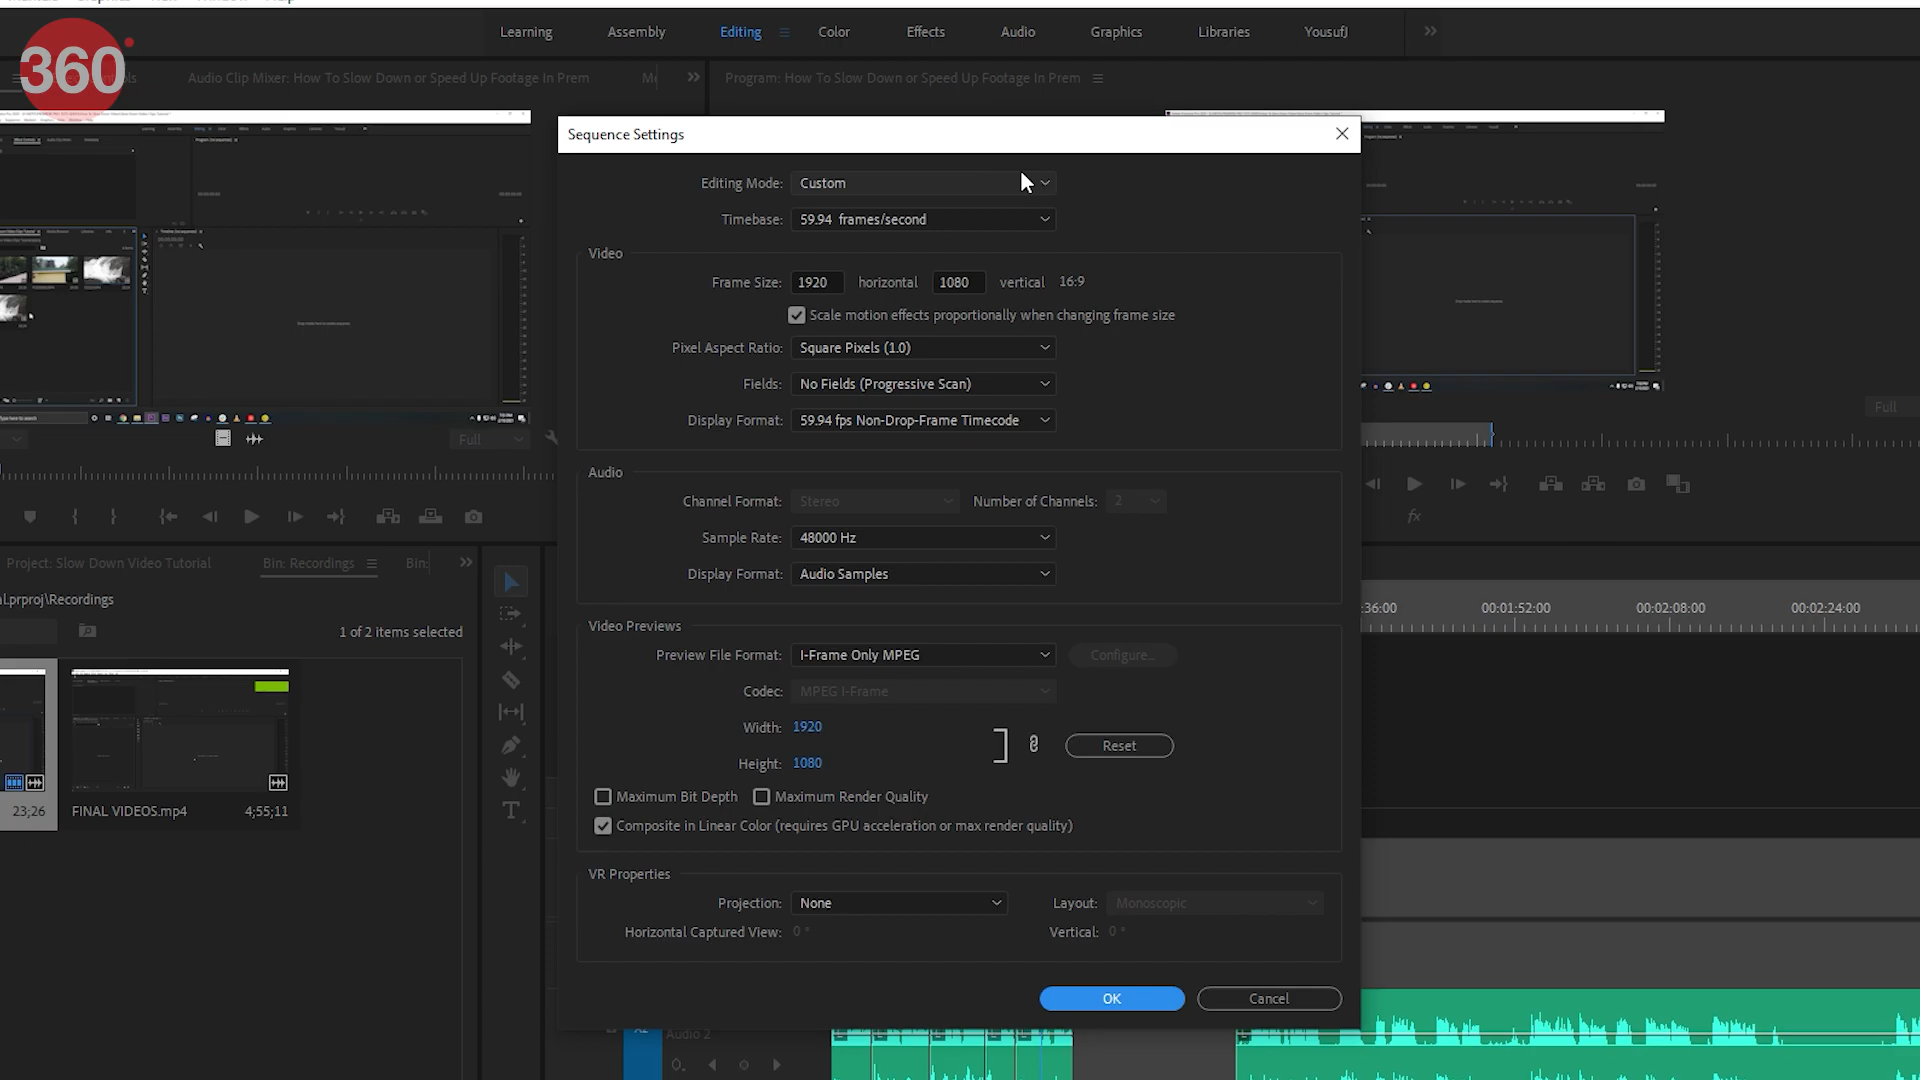 Learning Assembly Editing Color Effects Audio Graphics Libraries YousufJ
360
Audio Clip Mixer: How To Slow Down or Speed Up Footage In Prem
Program: How To Slow Down or Speed Up Footage In Prem
Sequence Settings
Editing Mode: Custom
Timebase: 59.94 frames/second
Video
Frame Size: 1920 horizontal 1080 vertical 16:9
Scale motion effects proportionally when changing frame size
Pixel Aspect Ratio: Square Pixels (1.0)
Fields: No Fields (Progressive Scan)
Display Format: 59.94 fps Non-Drop-Frame Timecode
Full
Full
Audio
Channel Format: Stereo Number of Channels: 2
Sample Rate: 48000 Hz
Display Format: Audio Samples
fx
Project: Slow Down Video Tutorial Bin: Recordings Bin:
al.prproj\Recordings
1 of 2 items selected
:36:00 00:01:52:00 00:02:08:00 00:02:24:00
Video Previews
Preview File Format: I-Frame Only MPEG Configure...
Codec: MPEG I-Frame
Width: 1920
Height: 1080
Reset
Maximum Bit Depth Maximum Render Quality
Composite in Linear Color (requires GPU acceleration or max render quality)
23;26 FINAL VIDEOS.mp4 4;55;11
VR Properties
Projection: None Layout: Monoscopic
Horizontal Captured View: 0 ° Vertical: 0 °
OK Cancel
A2 Audio 2